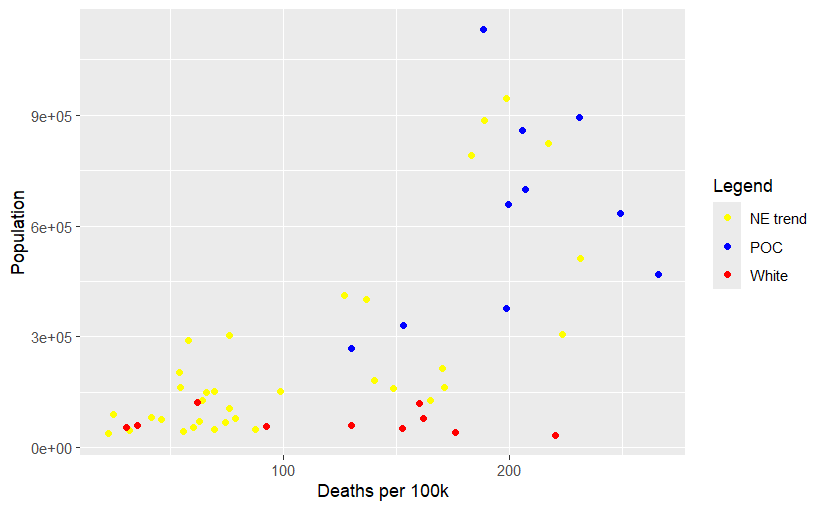 9e+05
6e+05
3e+05
0e+00
Population
100
200
Deaths per 100k
Legend
NE trend
POC
White